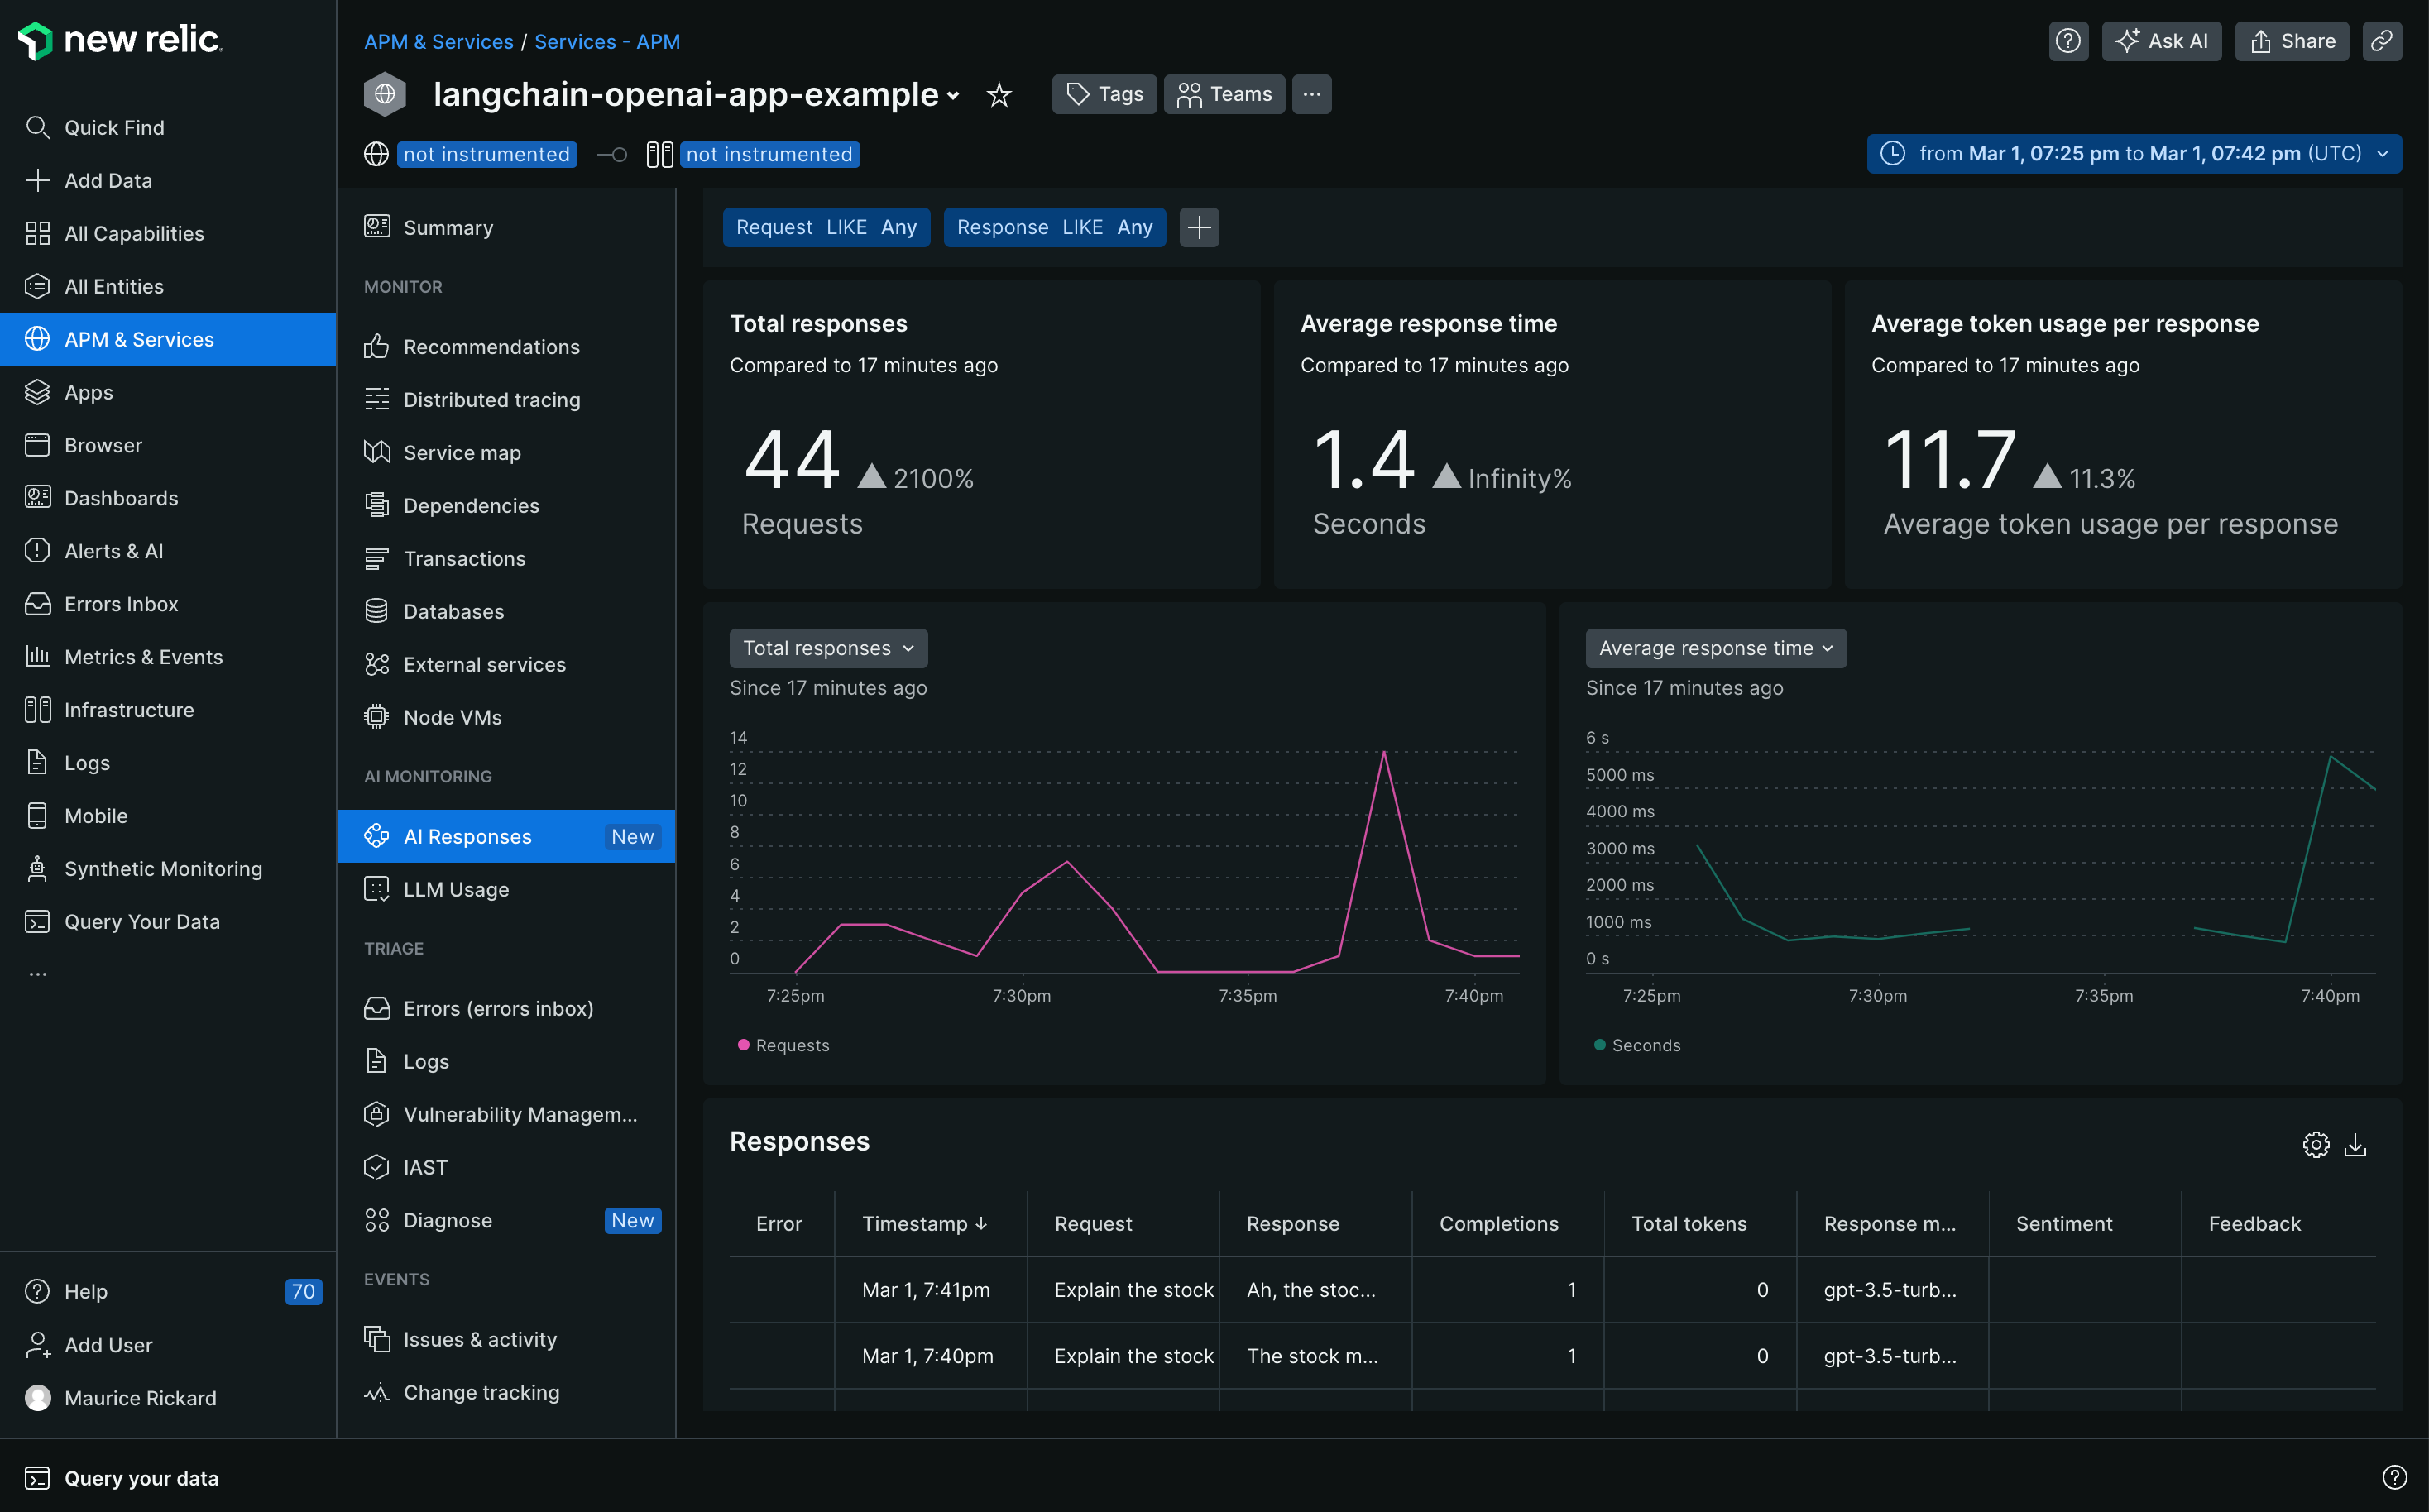 new relic
Quick Find
Add Data
All Capabilities
All Entities
APM & Services
Apps
Browser
Dashboards
Alerts & AI
Errors Inbox
Metrics & Events
Infrastructure
Logs
Mobile
Synthetic Monitoring
Query Your Data
...
Help 70
Add User
Maurice Rickard
APM & Services / Services - APM
Ask AI
Share
langchain-openai-app-example
Tags
Teams
...
not instrumented
not instrumented
from Mar 1, 07:25 pm to Mar 1, 07:42 pm (UTC)
Summary
MONITOR
Recommendations
Distributed tracing
Service map
Dependencies
Transactions
Databases
External services
Node VMs
AI MONITORING
AI Responses New
LLM Usage
TRIAGE
Errors (errors inbox)
Logs
Vulnerability Managem...
IAST
Diagnose New
EVENTS
Issues & activity
Change tracking
Request LIKE Any
Response LIKE Any
Total responses
Compared to 17 minutes ago
44 2100%
Requests
Average response time
Compared to 17 minutes ago
1.4 Infinity%
Seconds
Average token usage per response
Compared to 17 minutes ago
11.7 11.3%
Average token usage per response
Total responses
Since 17 minutes ago
14
12
10
8
6
4
2
0
7:25pm 7:30pm 7:35pm 7:40pm
Requests
Average response time
Since 17 minutes ago
6 s
5000 ms
4000 ms
3000 ms
2000 ms
1000 ms
0 s
7:25pm 7:30pm 7:35pm 7:40pm
Seconds
Responses
Error Timestamp Request Response Completions Total tokens Response m... Sentiment Feedback
Mar 1, 7:41pm Explain the stock Ah, the stoc... 1 0 gpt-3.5-turb...
Mar 1, 7:40pm Explain the stock The stock m... 1 0 gpt-3.5-turb...
Query your data